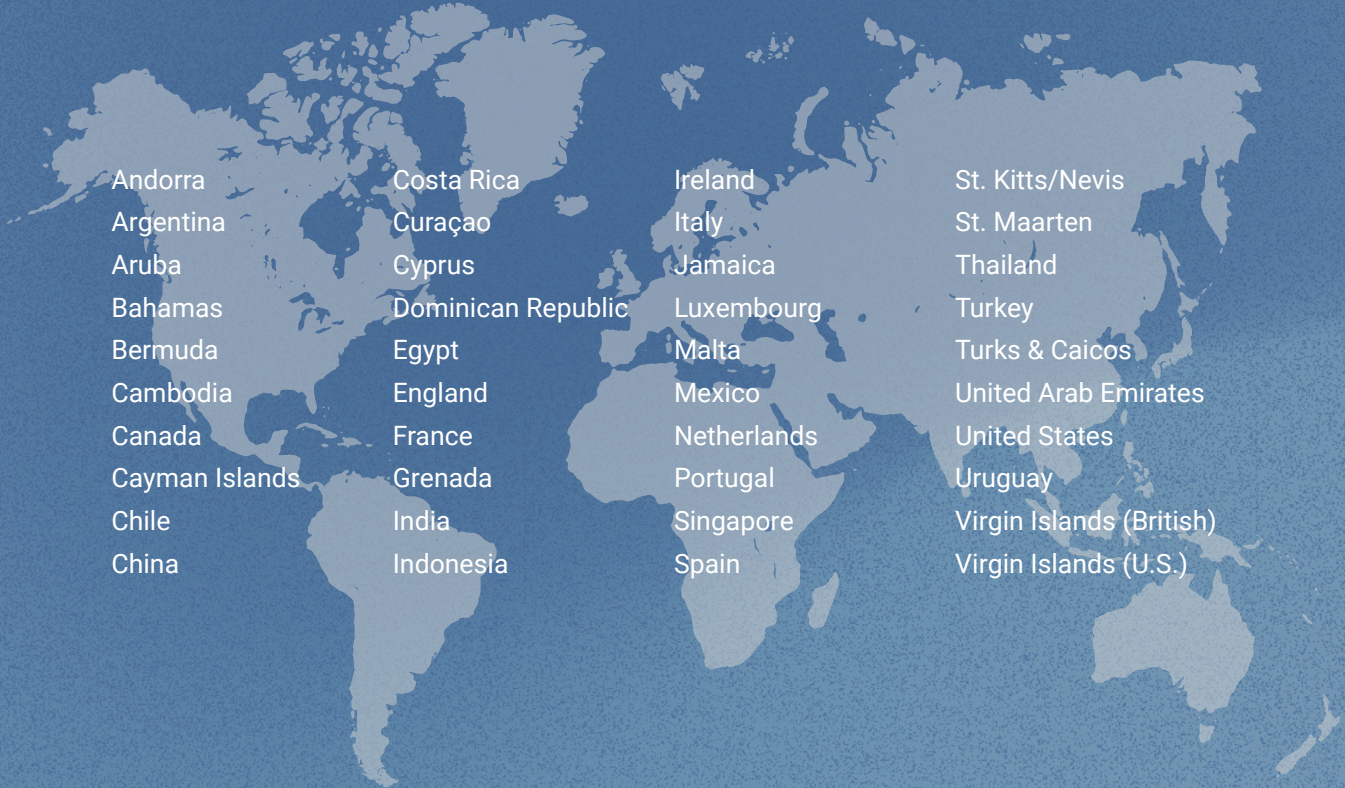 Andorra
Argentina
Aruba
Bahamas
Bermuda
Cambodia
Canada
Cayman Islands
Chile
China
Costa Rica
Curaçao
Cyprus
Dominican Republic
Egypt
England
France
Grenada
India
Indonesia
Ireland
Italy
Jamaica
Luxembourg
Malta
Mexico
Netherlands
Portugal
Singapore
Spain
St. Kitts/Nevis
St. Maarten
Thailand
Turkey
Turks & Caicos
United Arab Emirates
United States
Uruguay
Virgin Islands (British)
Virgin Islands (U.S.)